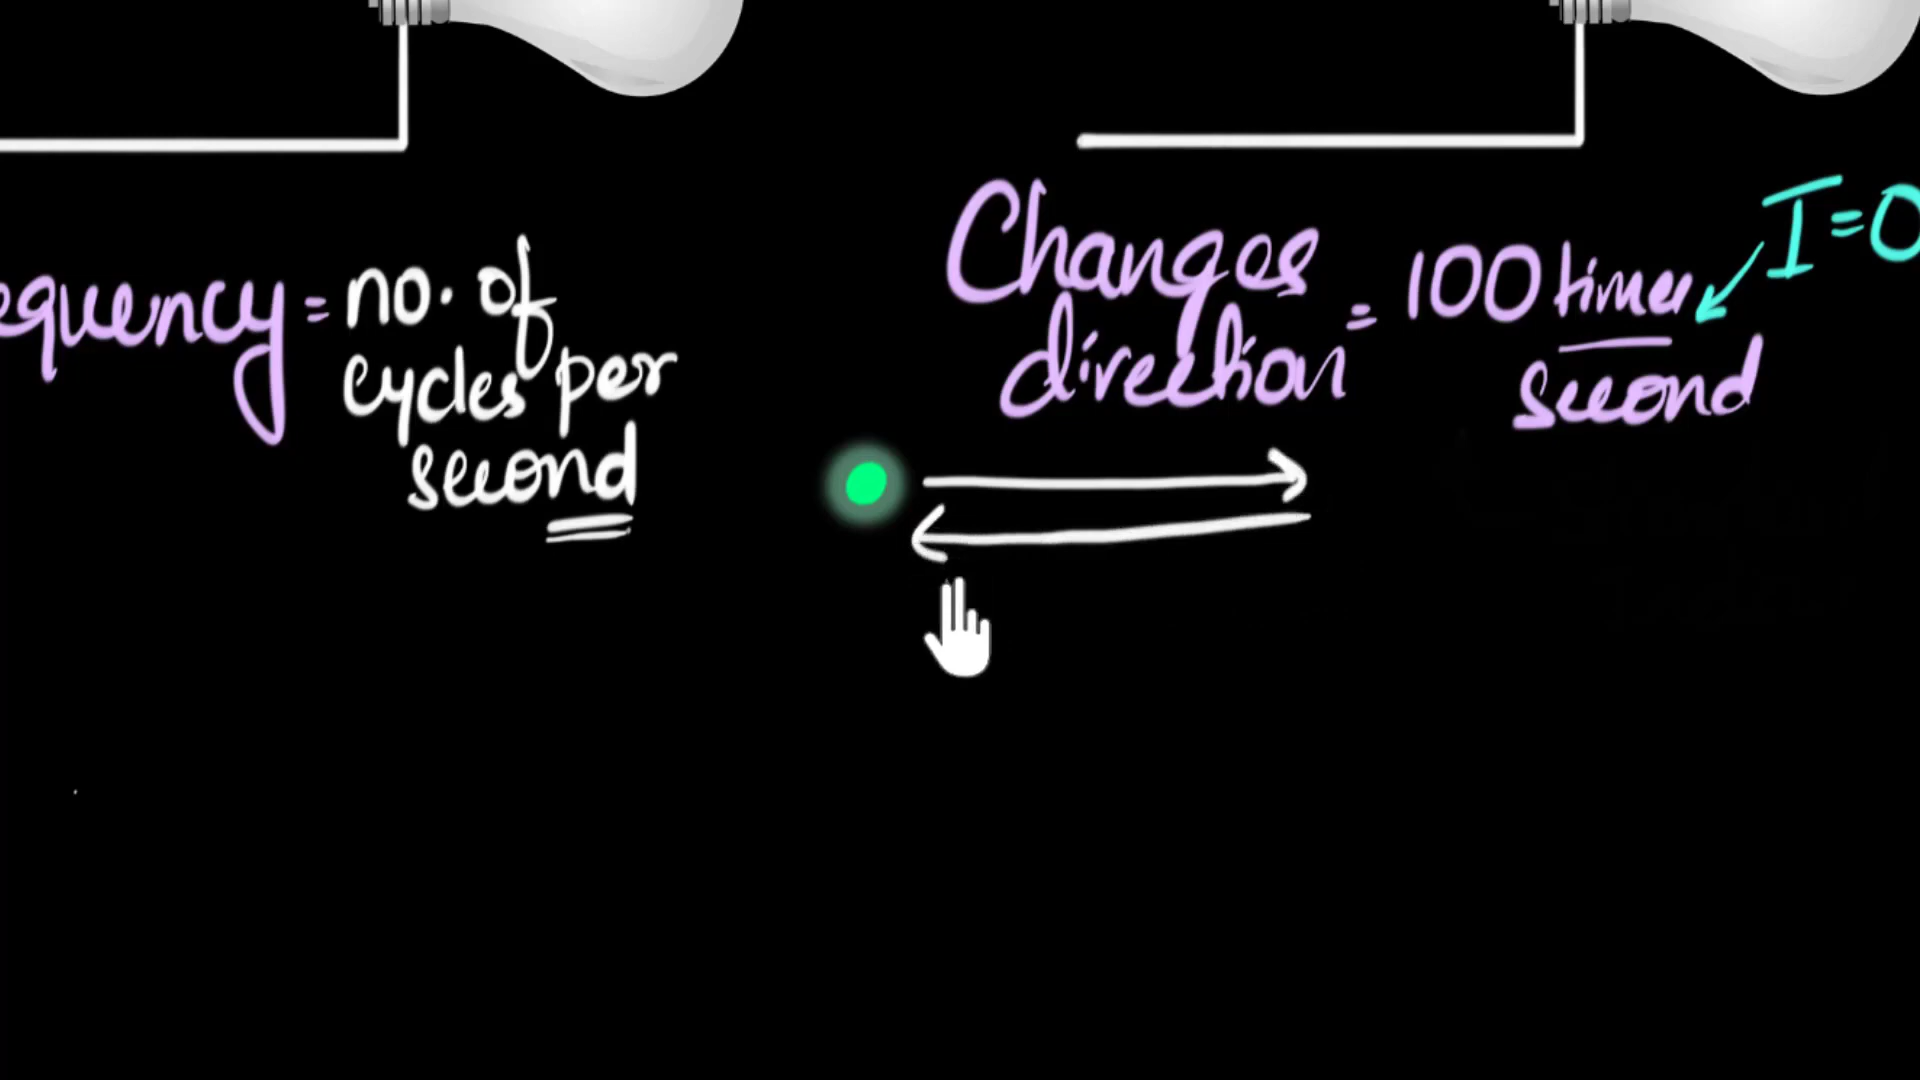 equency = no. of
cycles per
second
Changes
direction = 100 times
second
I=0